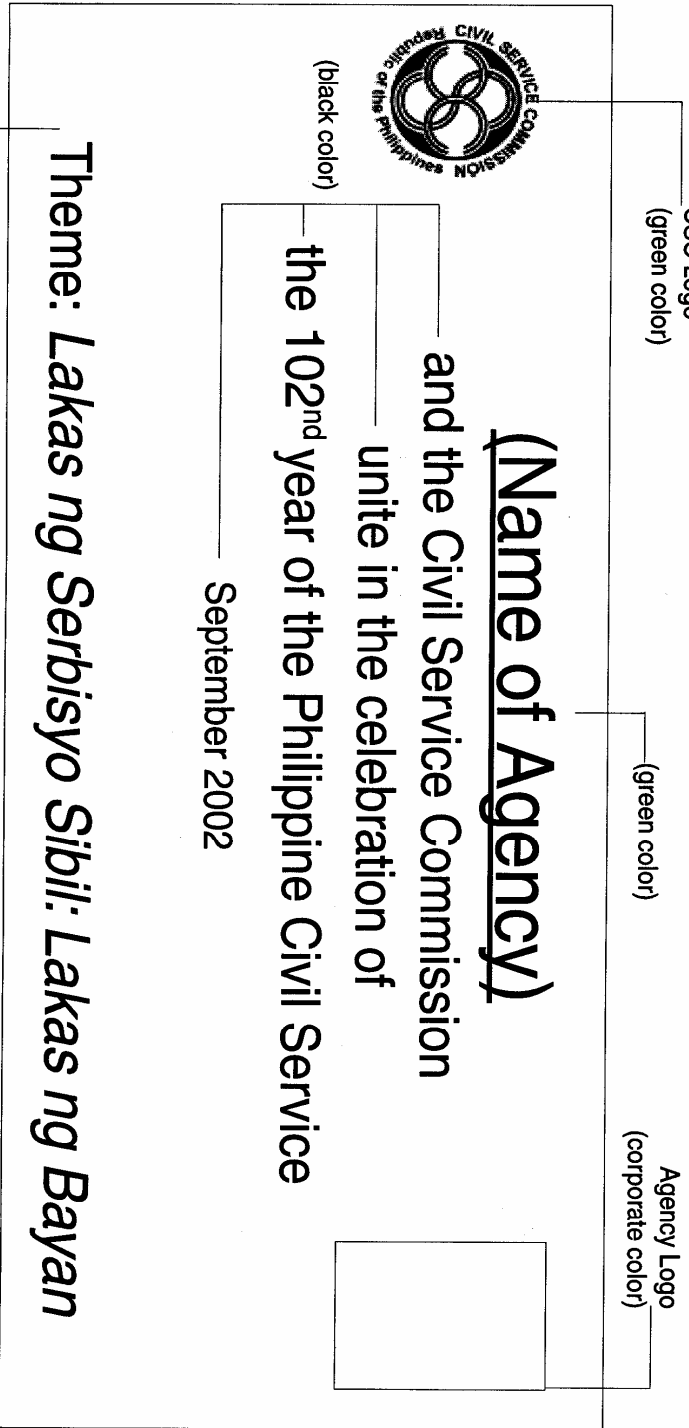 Logo
(green color)
(green color)
Agency Logo
(corporate color)
CIVIL SERVICE COMMISSION
Republic of the Philippines
(Name of Agency)
and the Civil Service Commission
unite in the celebration of
the 102nd year of the Philippine Civil Service
September 2002
(black color)
Theme: Lakas ng Serbisyo Sibil: Lakas ng Bayan